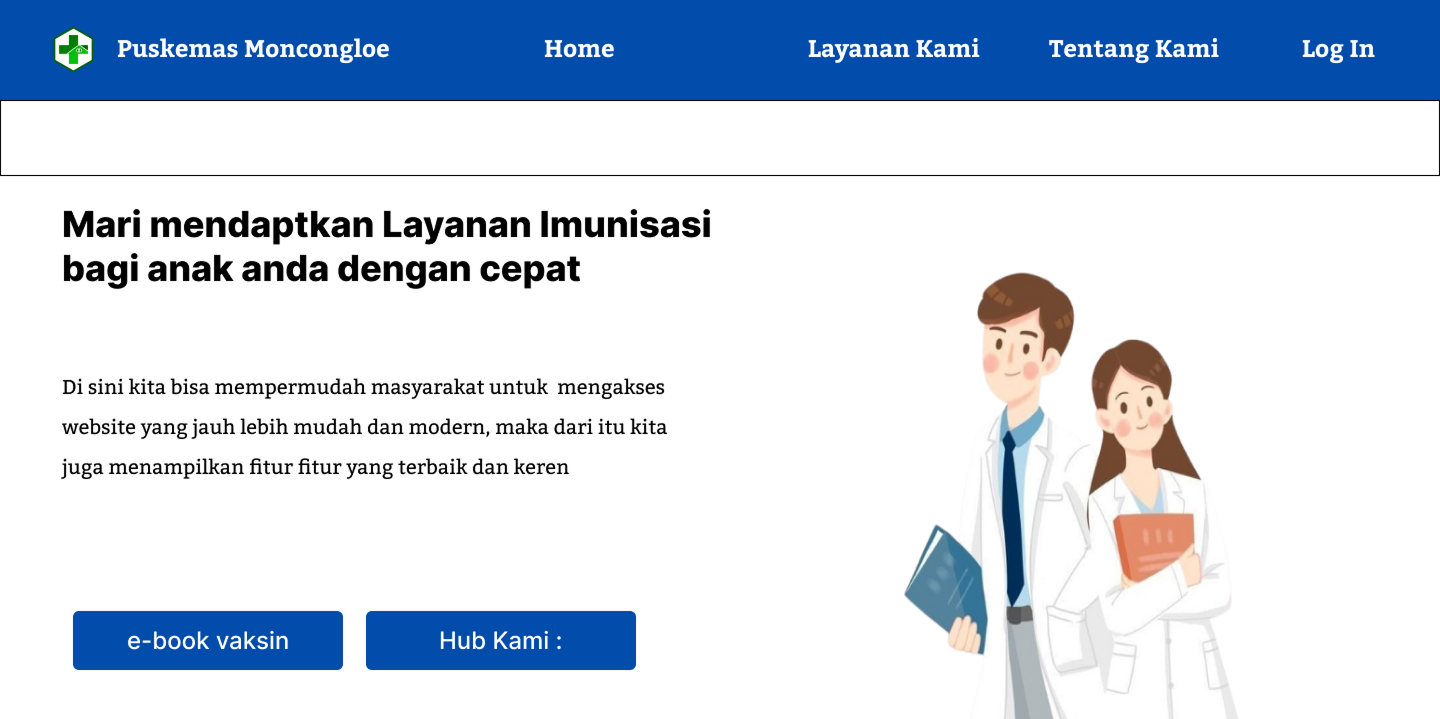 Puskemas Moncongloe
Home
Layanan Kami
Tentang Kami
Log In
Mari mendaptkan Layanan Imunisasi
bagi anak anda dengan cepat
Di sini kita bisa mempermudah masyarakat untuk  mengakses
website yang jauh lebih mudah dan modern, maka dari itu kita
juga menampilkan fitur fitur yang terbaik dan keren
e-book vaksin
Hub Kami :